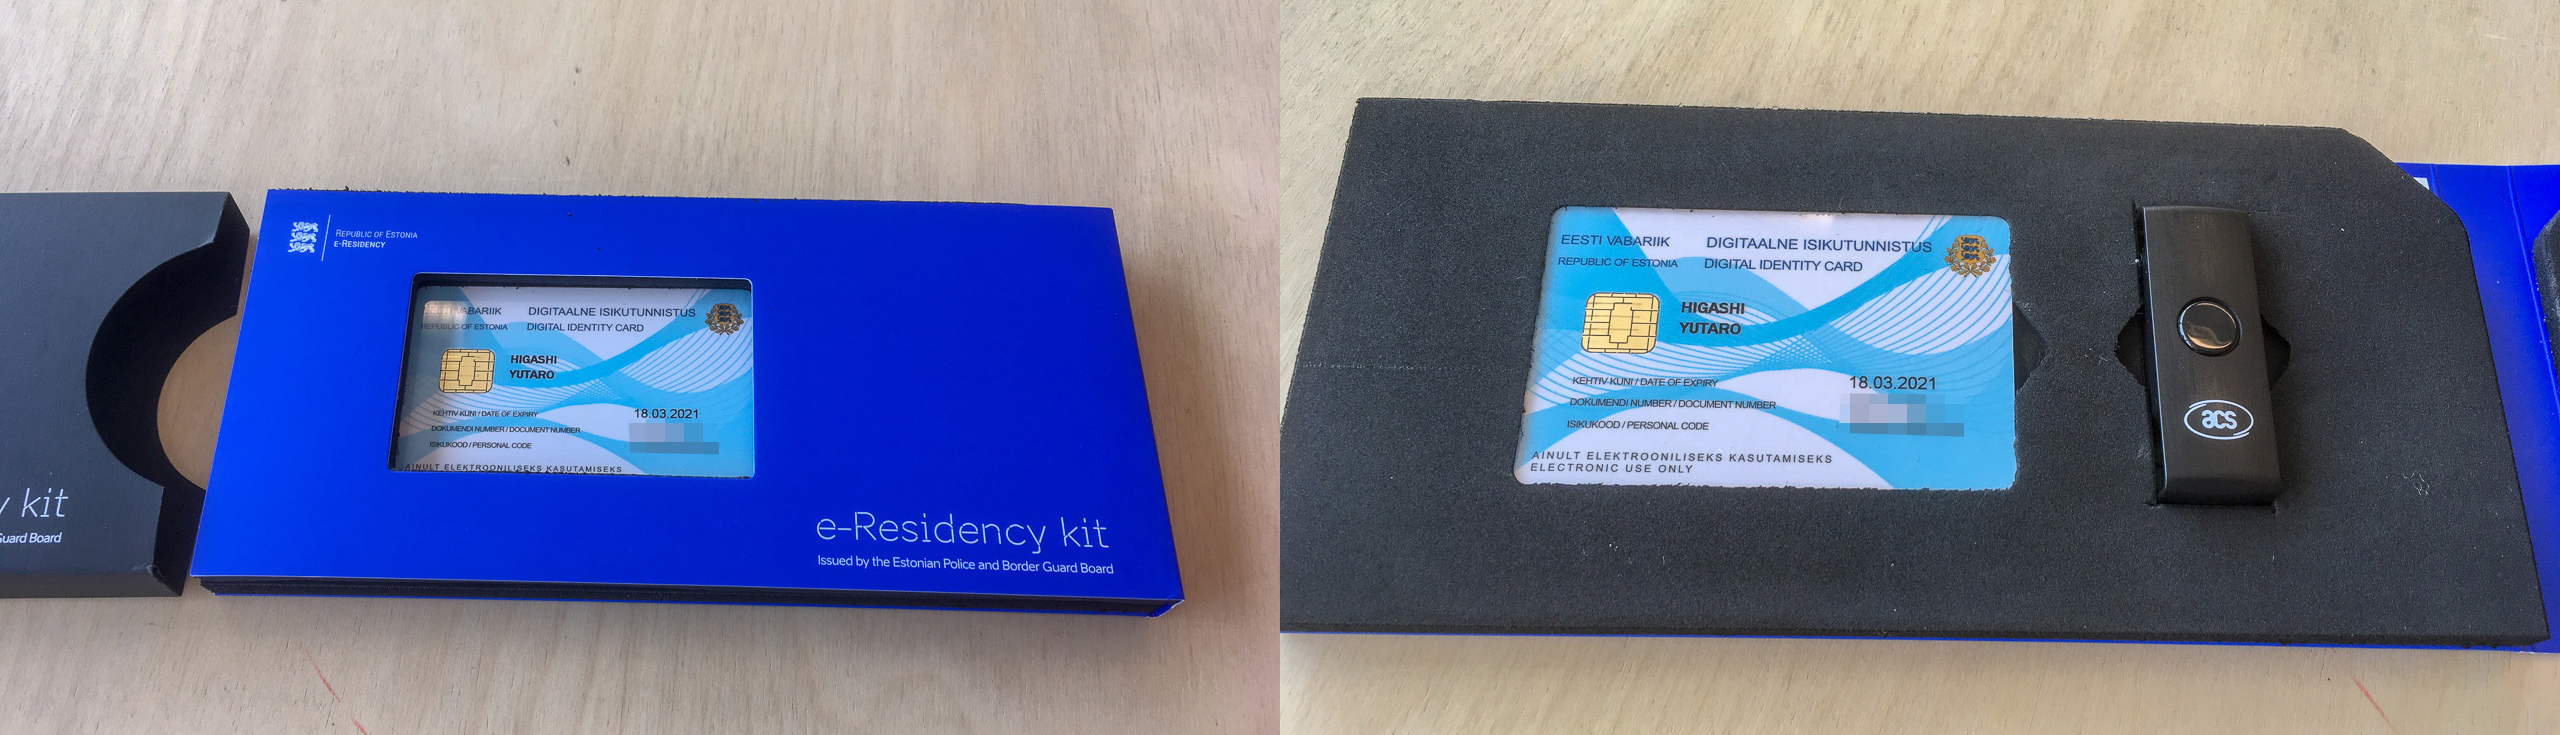 y kit
Guard Board
REPUBLIC OF ESTONIA
e-RESIDENCY
EESTI VABARIIK DIGITAALNE ISIKUTUNNISTUS
REPUBLIC OF ESTONIA DIGITAL IDENTITY CARD
HIGASHI
YUTARO
KEHTIV KUNI / DATE OF EXPIRY 18.03.2021
DOKUMENDI NUMBER / DOCUMENT NUMBER
ISIKUKOOD / PERSONAL CODE
AINULT ELEKTROONILISEKS KASUTAMISEKS
e-Residency kit
Issued by the Estonian Police and Border Guard Board
EESTI VABARIIK DIGITAALNE ISIKUTUNNISTUS
REPUBLIC OF ESTONIA DIGITAL IDENTITY CARD
HIGASHI
YUTARO
KEHTIV KUNI / DATE OF EXPIRY 18.03.2021
DOKUMENDI NUMBER / DOCUMENT NUMBER
ISIKUKOOD / PERSONAL CODE
AINULT ELEKTROONILISEKS KASUTAMISEKS
ELECTRONIC USE ONLY
acs